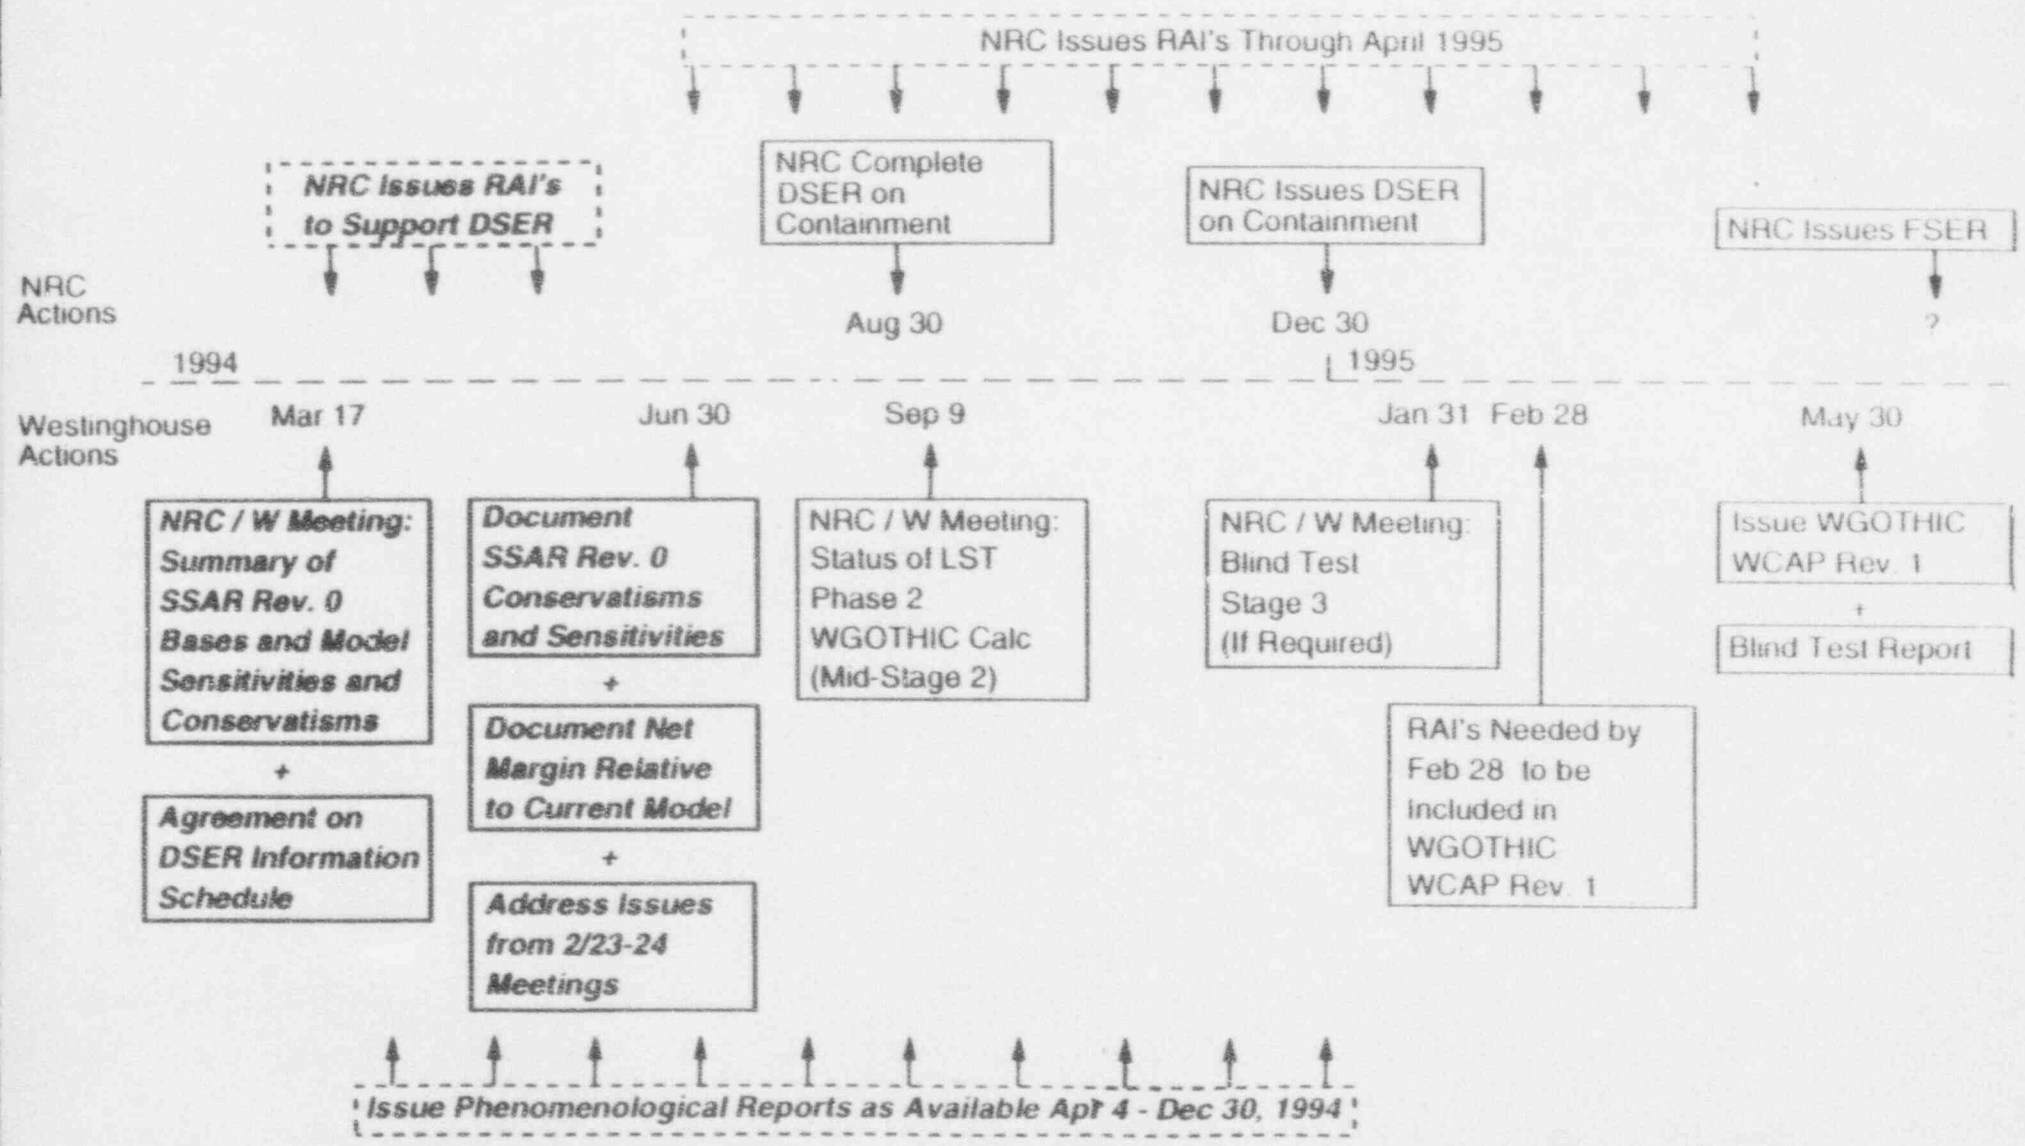 NRC Issues RAI's Through April 1995
NRC Issues RAI's
to Support DSER
NRC Complete
DSER on
Containment
NRC Issues DSER
on Containment
NRC Issues FSER
NRC
Actions
Aug 30
Dec 30
?
1994
1995
Westinghouse
Actions
Mar 17
Jun 30
Sep 9
Jan 31
Feb 28
May 30
NRC / W Meeting:
Summary of
SSAR Rev. 0
Bases and Model
Sensitivities and
Conservatisms
+
Agreement on
DSER Information
Schedule
Document
SSAR Rev. 0
Conservatisms
and Sensitivities
+
Document Net
Margin Relative
to Current Model
+
Address Issues
from 2/23-24
Meetings
NRC / W Meeting:
Status of LST
Phase 2
WGOTHIC Calc
(Mid-Stage 2)
NRC / W Meeting:
Blind Test
Stage 3
(If Required)
RAI's Needed by
Feb 28 to be
included in
WGOTHIC
WCAP Rev. 1
Issue WGOTHIC
WCAP Rev. 1
+
Blind Test Report
Issue Phenomenological Reports as Available Apr 4 - Dec 30, 1994